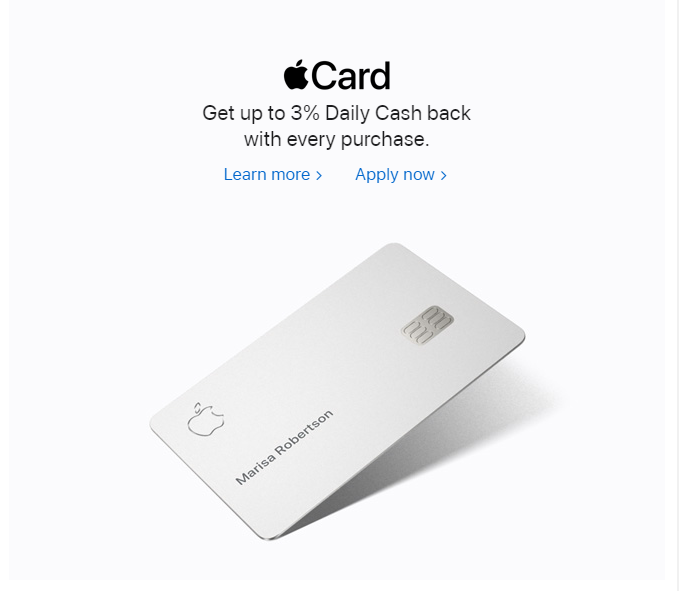 Card
Get up to 3% Daily Cash back
with every purchase.
Learn more >
Apply now >
Marisa Robertson